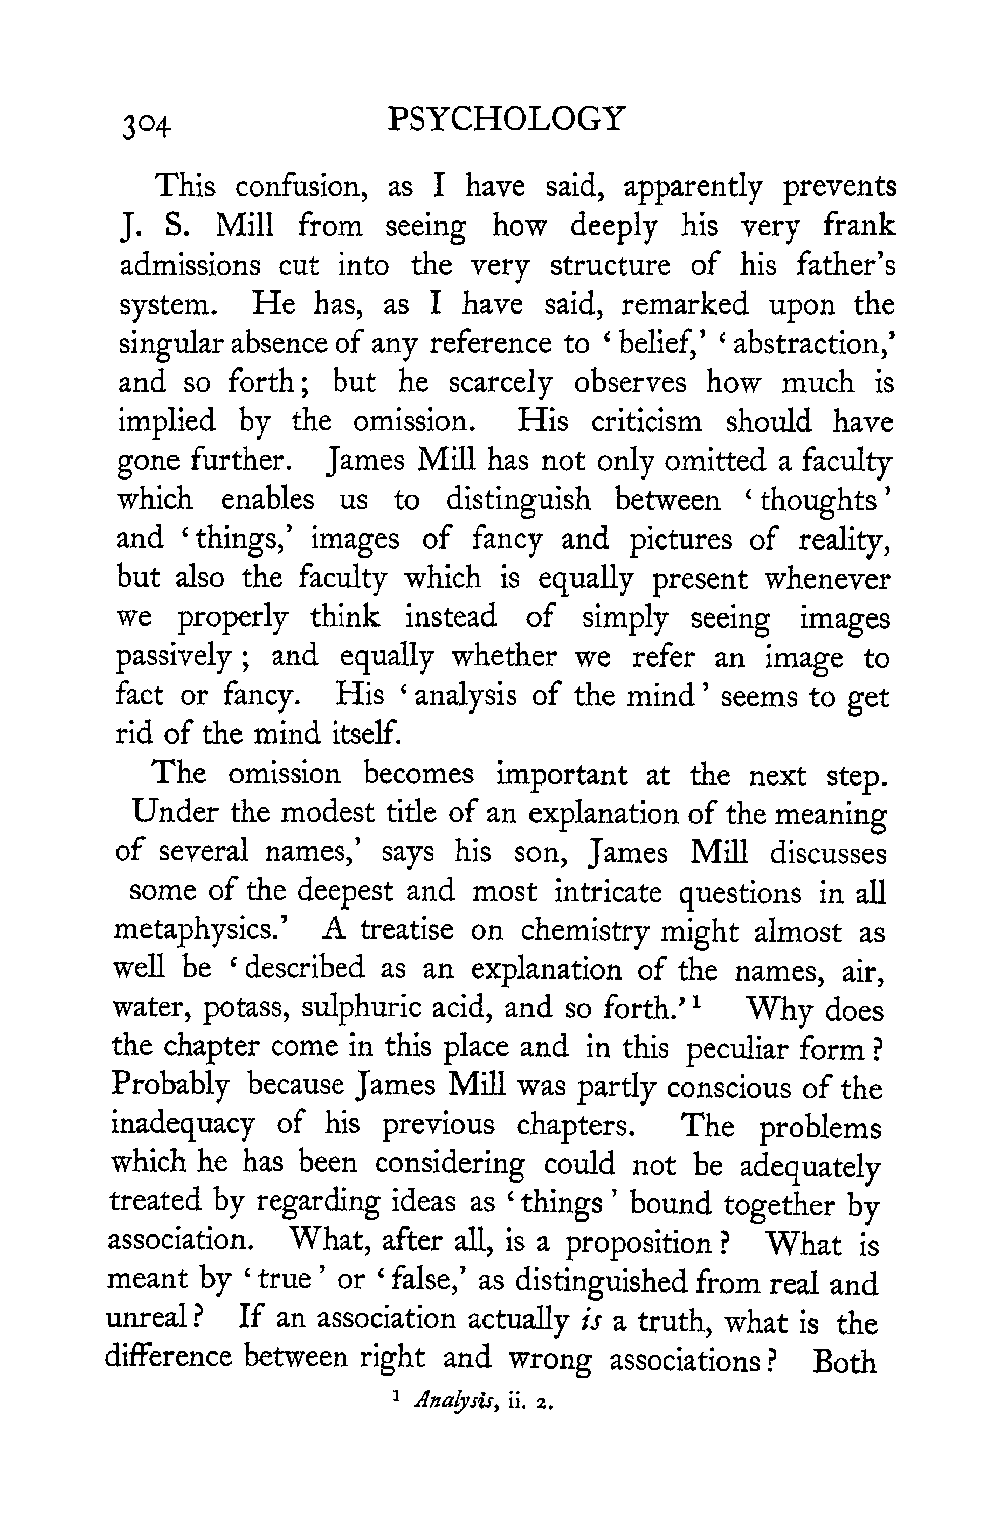 304 PSYCHOLOGY
This confusion, as I have said, apparently prevents
J. S. Mill from seeing how deeply his very frank
admissions cut into the very structure of his father's
system. He has, as I have said, remarked upon the
singular absence of any reference to ‘belief,’ ‘abstraction,’
and so forth; but he scarcely observes how much is
implied by the omission. His criticism should have
gone further. James Mill has not only omitted a faculty
which enables us to distinguish between ‘thoughts’
and ‘things,’ images of fancy and pictures of reality,
but also the faculty which is equally present whenever
we properly think instead of simply seeing images
passively; and equally whether we refer an image to
fact or fancy. His ‘analysis of the mind’ seems to get
rid of the mind itself.
The omission becomes important at the next step.
Under the modest title of an explanation of the meaning
of several names,’ says his son, James Mill discusses
some of the deepest and most intricate questions in all
metaphysics.’ A treatise on chemistry might almost as
well be ‘described as an explanation of the names, air,
water, potass, sulphuric acid, and so forth.’ 1 Why does
the chapter come in this place and in this peculiar form?
Probably because James Mill was partly conscious of the
inadequacy of his previous chapters. The problems
which he has been considering could not be adequately
treated by regarding ideas as ‘things’ bound together by
association. What, after all, is a proposition? What is
meant by ‘true’ or ‘false,’ as distinguished from real and
unreal? If an association actually is a truth, what is the
difference between right and wrong associations? Both
1 Analysis, ii. 2.